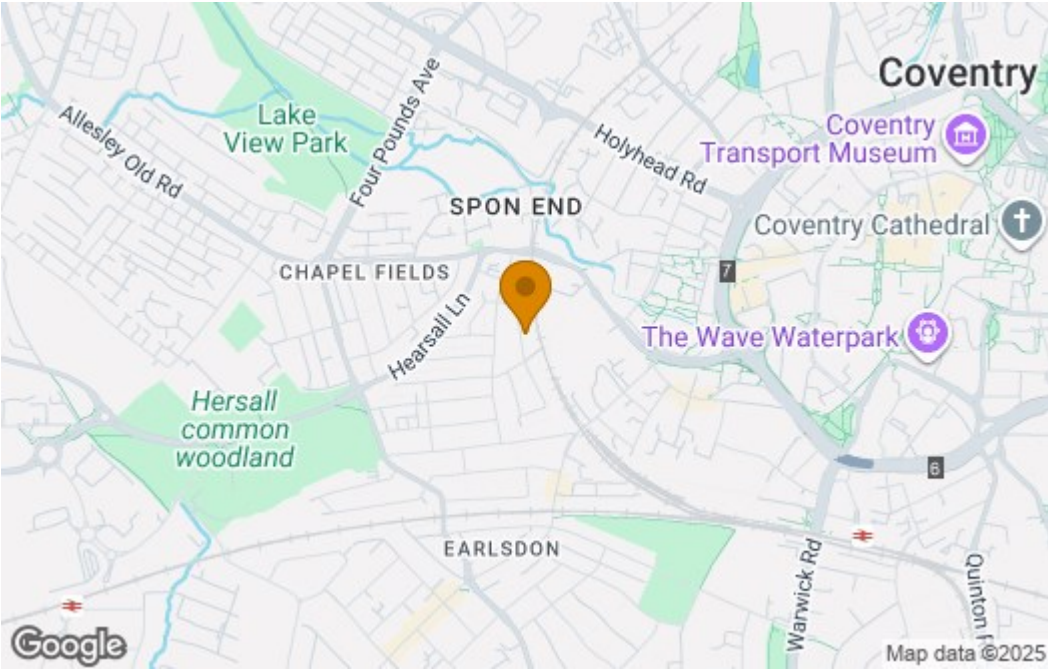 Coventry
Allesley Old Rd
Lake
View Park
Four Pounds Ave
Holyhead Rd
Coventry
Transport Museum
SPON END
Coventry Cathedral
CHAPEL FIELDS
7
Hearsall Ln
The Wave Waterpark
Hersall
common
woodland
6
EARLSDON
Warwick Rd
Quinton R
Google
Map data ©2025